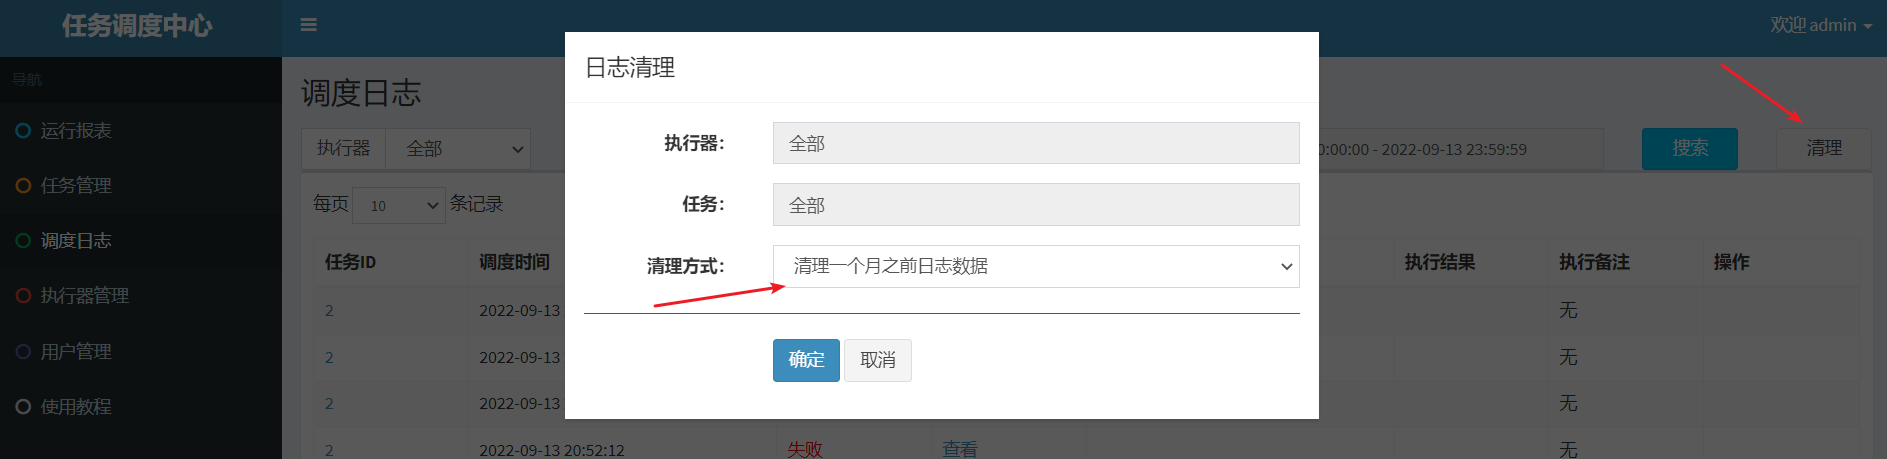 任务调度中心
欢迎 admin
导航
运行报表
任务管理
调度日志
执行器管理
用户管理
使用教程
调度日志
执行器 全部
0:00:00 - 2022-09-13 23:59:59
搜索 清理
每页 10 条记录
任务ID 调度时间 执行结果 执行备注 操作
2 2022-09-13 无
2 2022-09-13 无
2 2022-09-13 无
2 2022-09-13 20:52:12 失败 查看 无
日志清理
执行器: 全部
任务: 全部
清理方式: 清理一个月之前日志数据
确定 取消